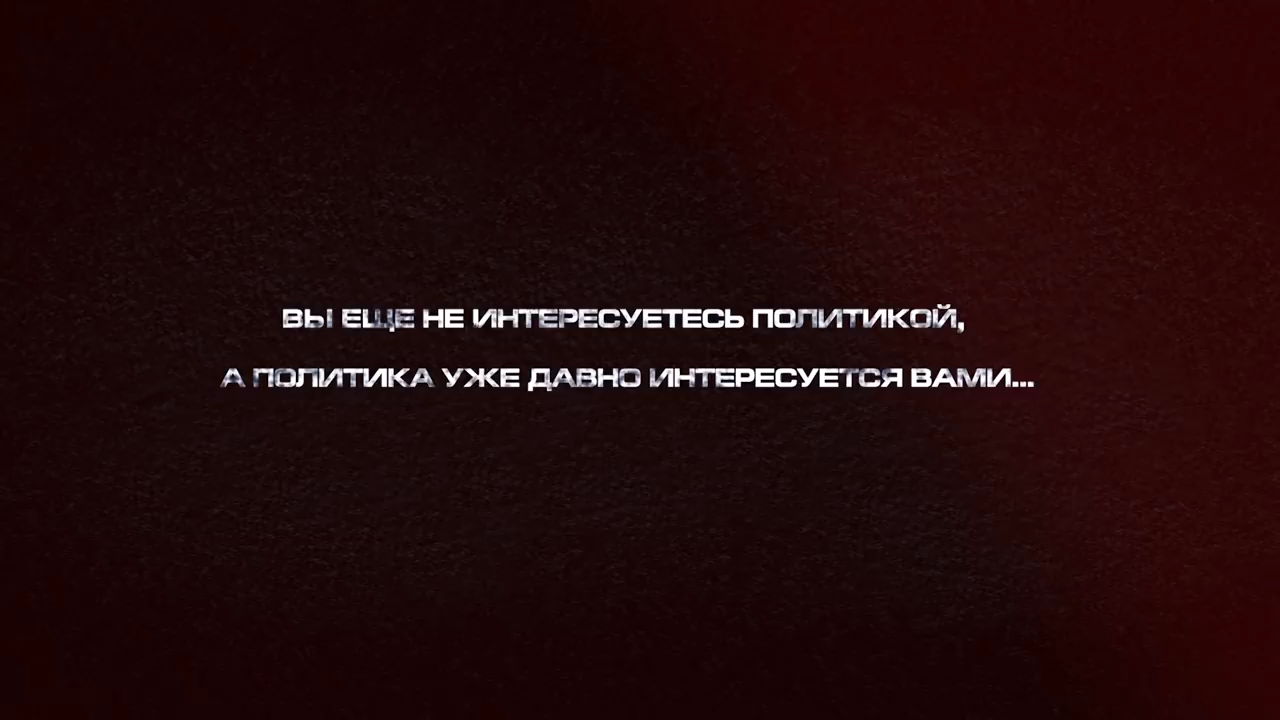 ВЫ ЕЩЕ НЕ ИНТЕРЕСУЕТЕСЬ ПОЛИТИКОЙ,
А ПОЛИТИКА УЖЕ ДАВНО ИНТЕРЕСУЕТСЯ ВАМИ...